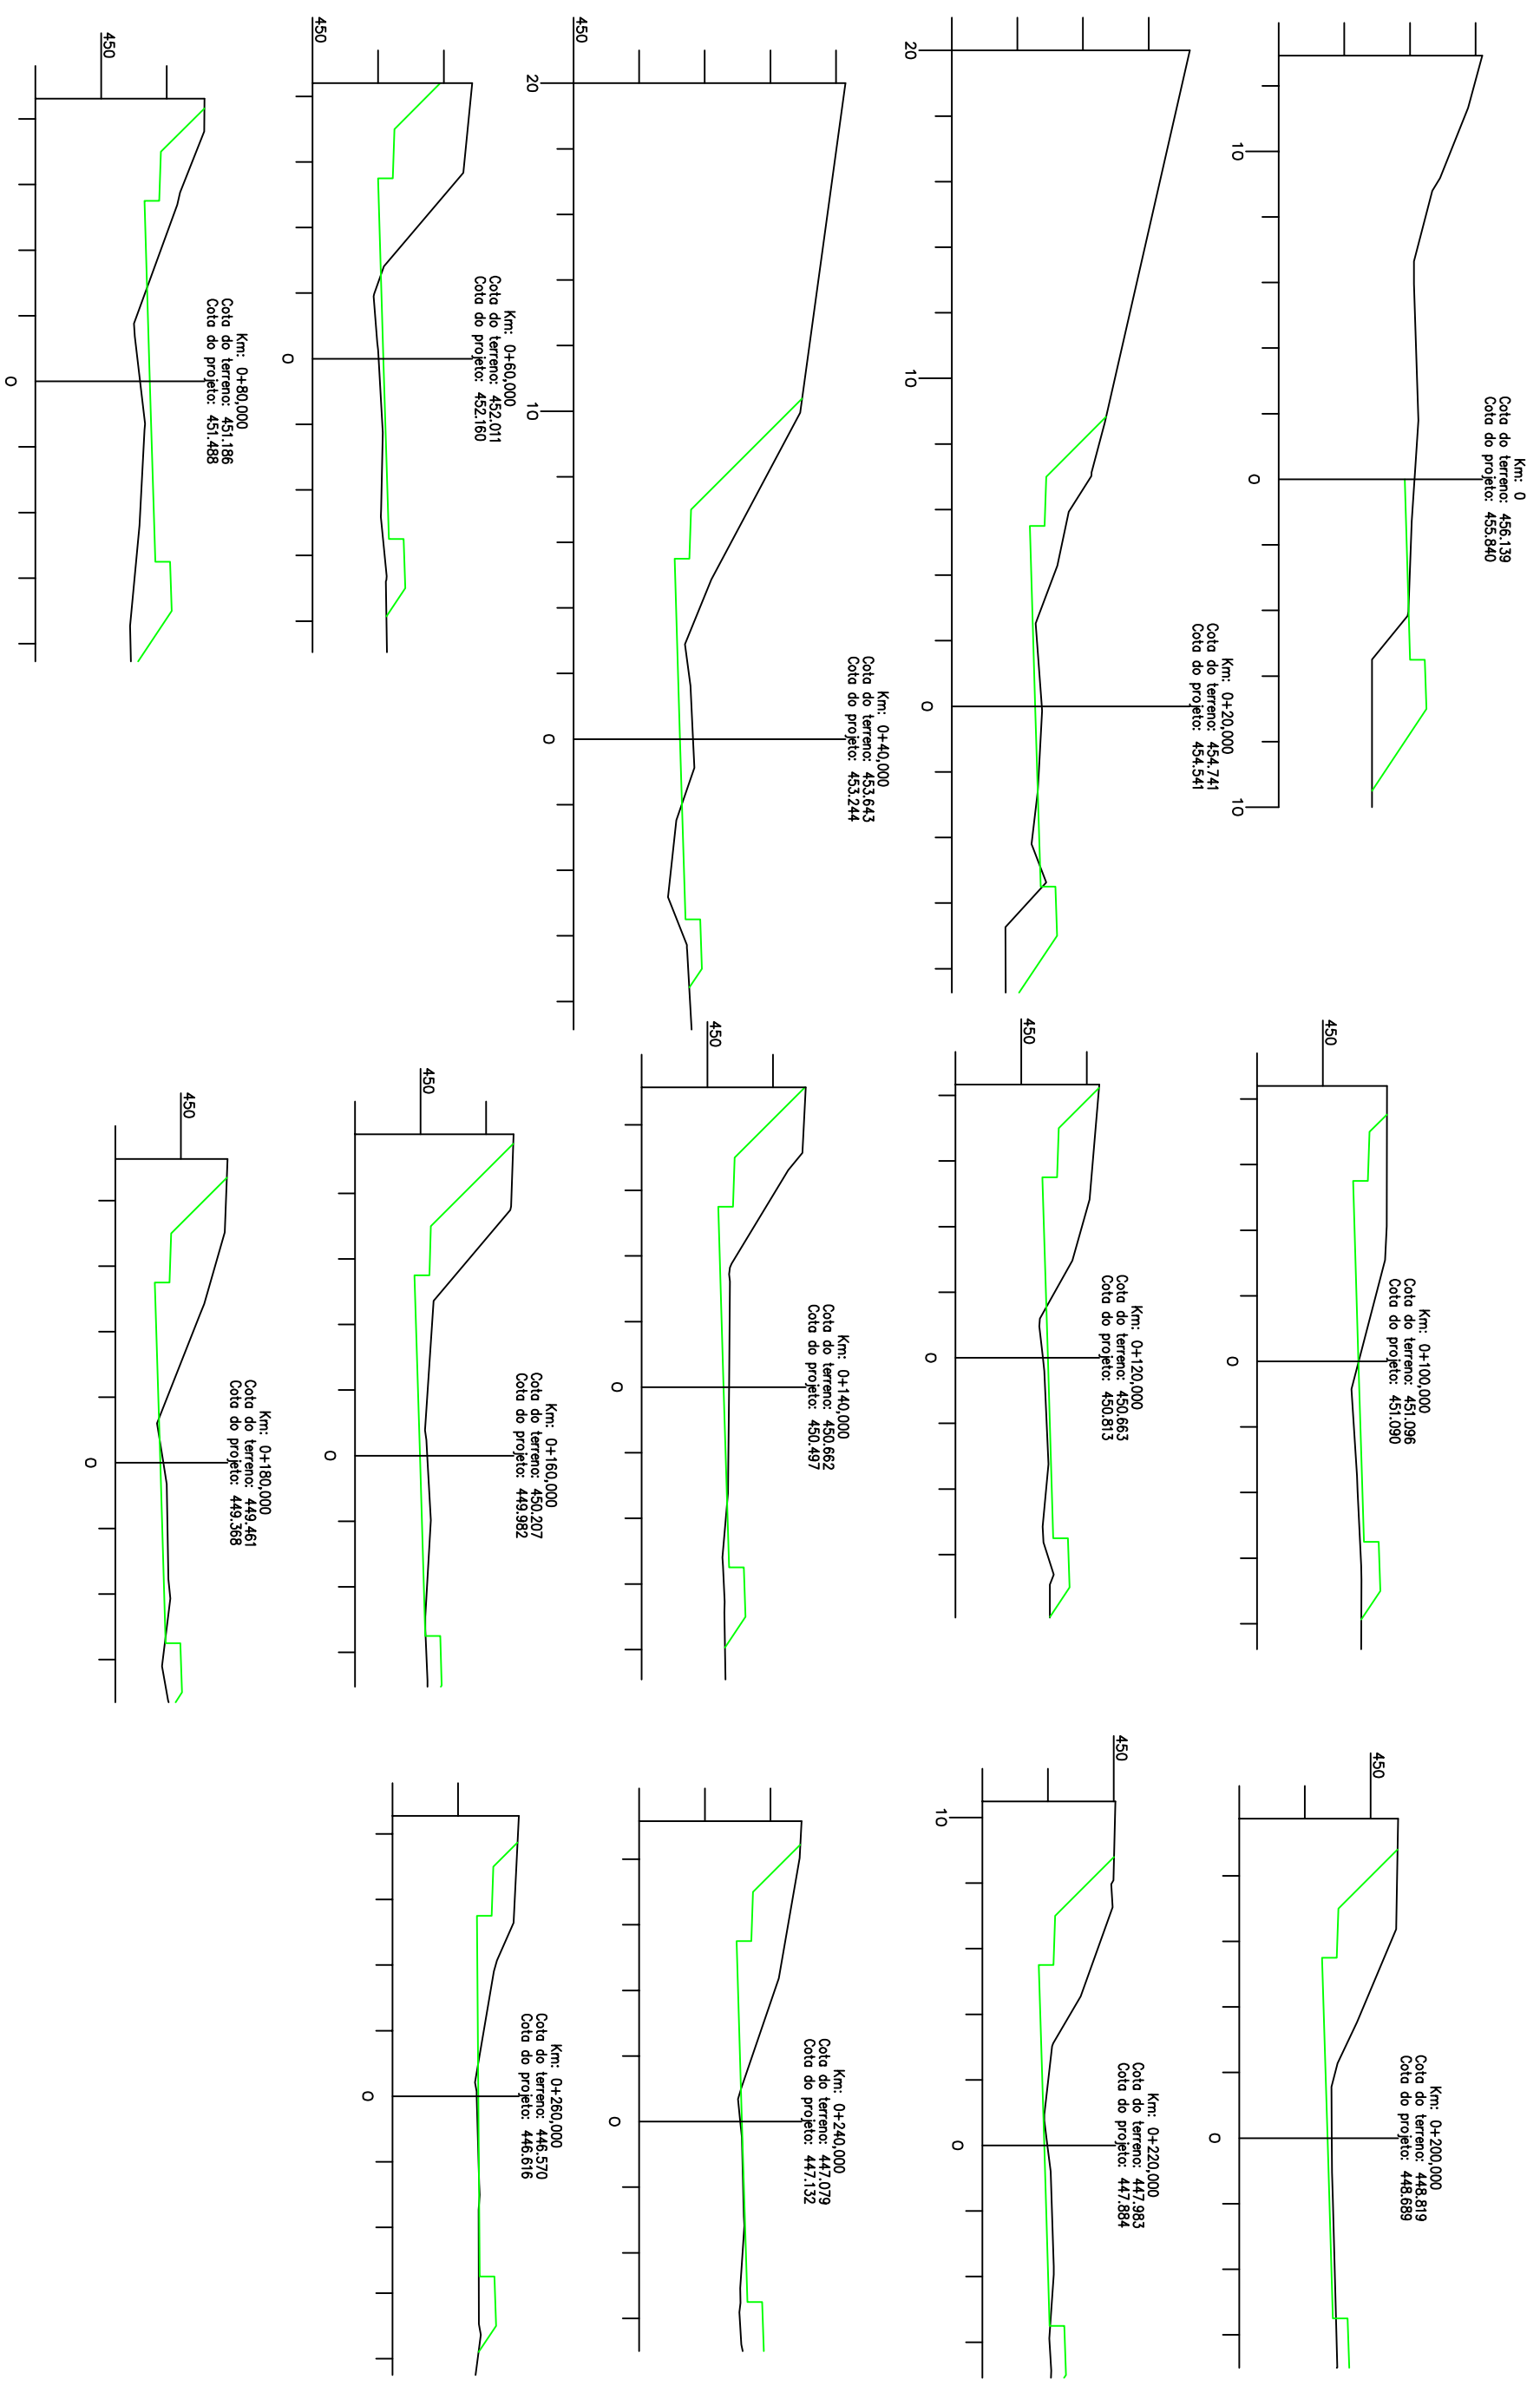 Km: 0
Cota do terreno: 456.139
Cota do projeto: 455.840
10
0
10
Km: 0+20,000
Cota do terreno: 454.741
Cota do projeto: 454.541
20
10
0
Km: 0+40,000
Cota do terreno: 453.643
Cota do projeto: 453.244
450
20
10
0
Km: 0+60,000
Cota do terreno: 452.011
Cota do projeto: 452.160
450
0
Km: 0+80,000
Cota do terreno: 451.186
Cota do projeto: 451.488
450
0
Km: 0+100,000
Cota do terreno: 451.096
Cota do projeto: 451.090
450
0
Km: 0+120,000
Cota do terreno: 450.663
Cota do projeto: 450.813
450
0
Km: 0+140,000
Cota do terreno: 450.662
Cota do projeto: 450.497
450
0
Km: 0+160,000
Cota do terreno: 450.207
Cota do projeto: 449.982
450
0
Km: 0+180,000
Cota do terreno: 449.461
Cota do projeto: 449.368
450
0
Km: 0+200,000
Cota do terreno: 448.819
Cota do projeto: 448.689
450
0
Km: 0+220,000
Cota do terreno: 447.983
Cota do projeto: 447.884
450
10
0
Km: 0+240,000
Cota do terreno: 447.079
Cota do projeto: 447.132
0
Km: 0+260,000
Cota do terreno: 446.570
Cota do projeto: 446.616
0